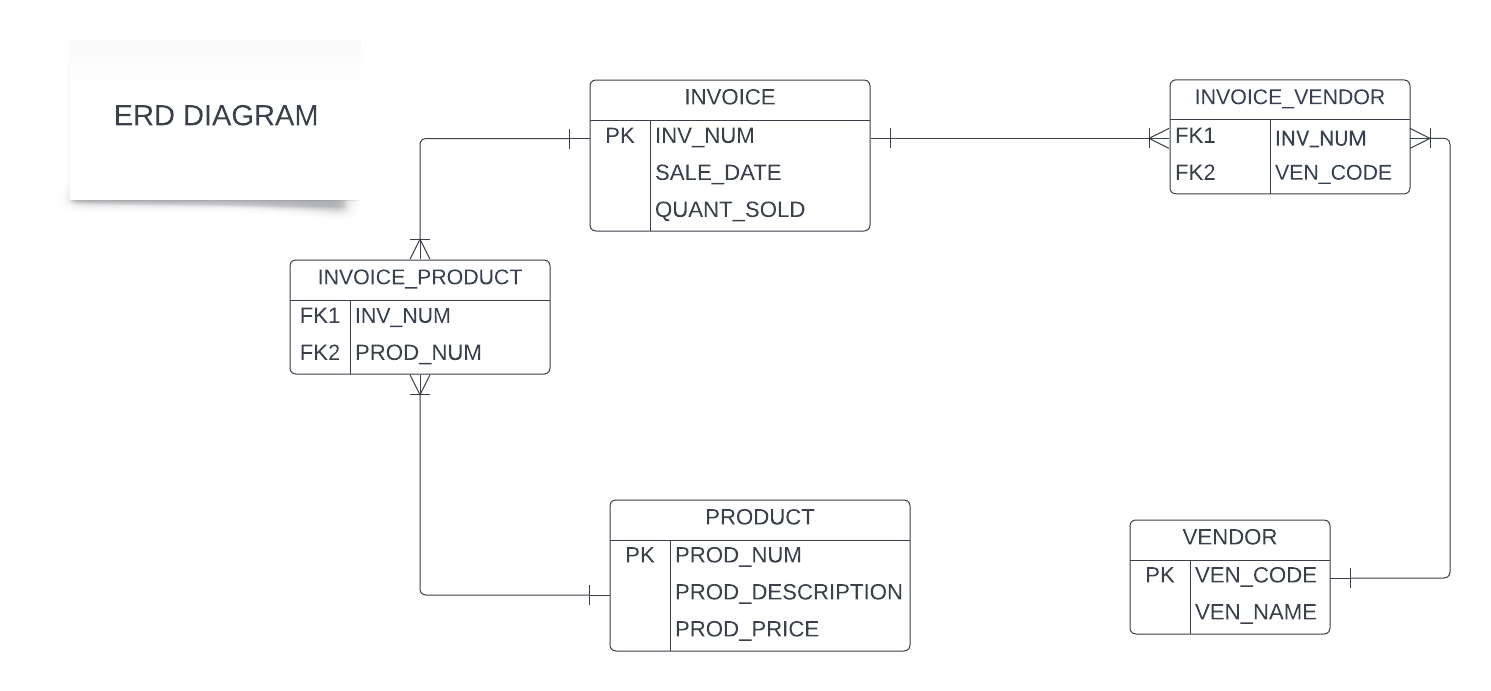 ERD DIAGRAM
INVOICE
PK INV_NUM
SALE_DATE
QUANT_SOLD
INVOICE_VENDOR
FK1 INV_NUM
FK2 VEN_CODE
INVOICE_PRODUCT
FK1 INV_NUM
FK2 PROD_NUM
PRODUCT
PK PROD_NUM
PROD_DESCRIPTION
PROD_PRICE
VENDOR
PK VEN_CODE
VEN_NAME